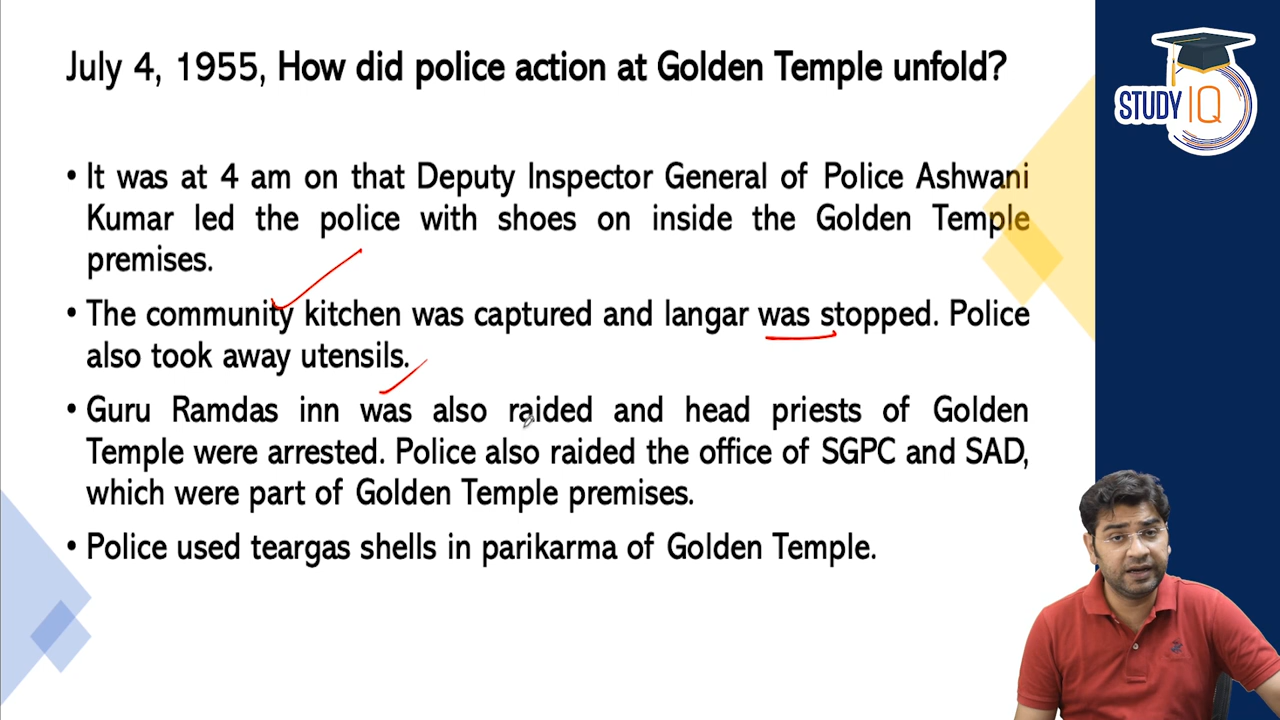 July 4, 1955, How did police action at Golden Temple unfold?
STUDY IQ
• It was at 4 am on that Deputy Inspector General of Police Ashwani
Kumar led the police with shoes on inside the Golden Temple
premises.
• The community kitchen was captured and langar was stopped. Police
also took away utensils.
• Guru Ramdas inn was also raided and head priests of Golden
Temple were arrested. Police also raided the office of SGPC and SAD,
which were part of Golden Temple premises.
• Police used teargas shells in parikarma of Golden Temple.